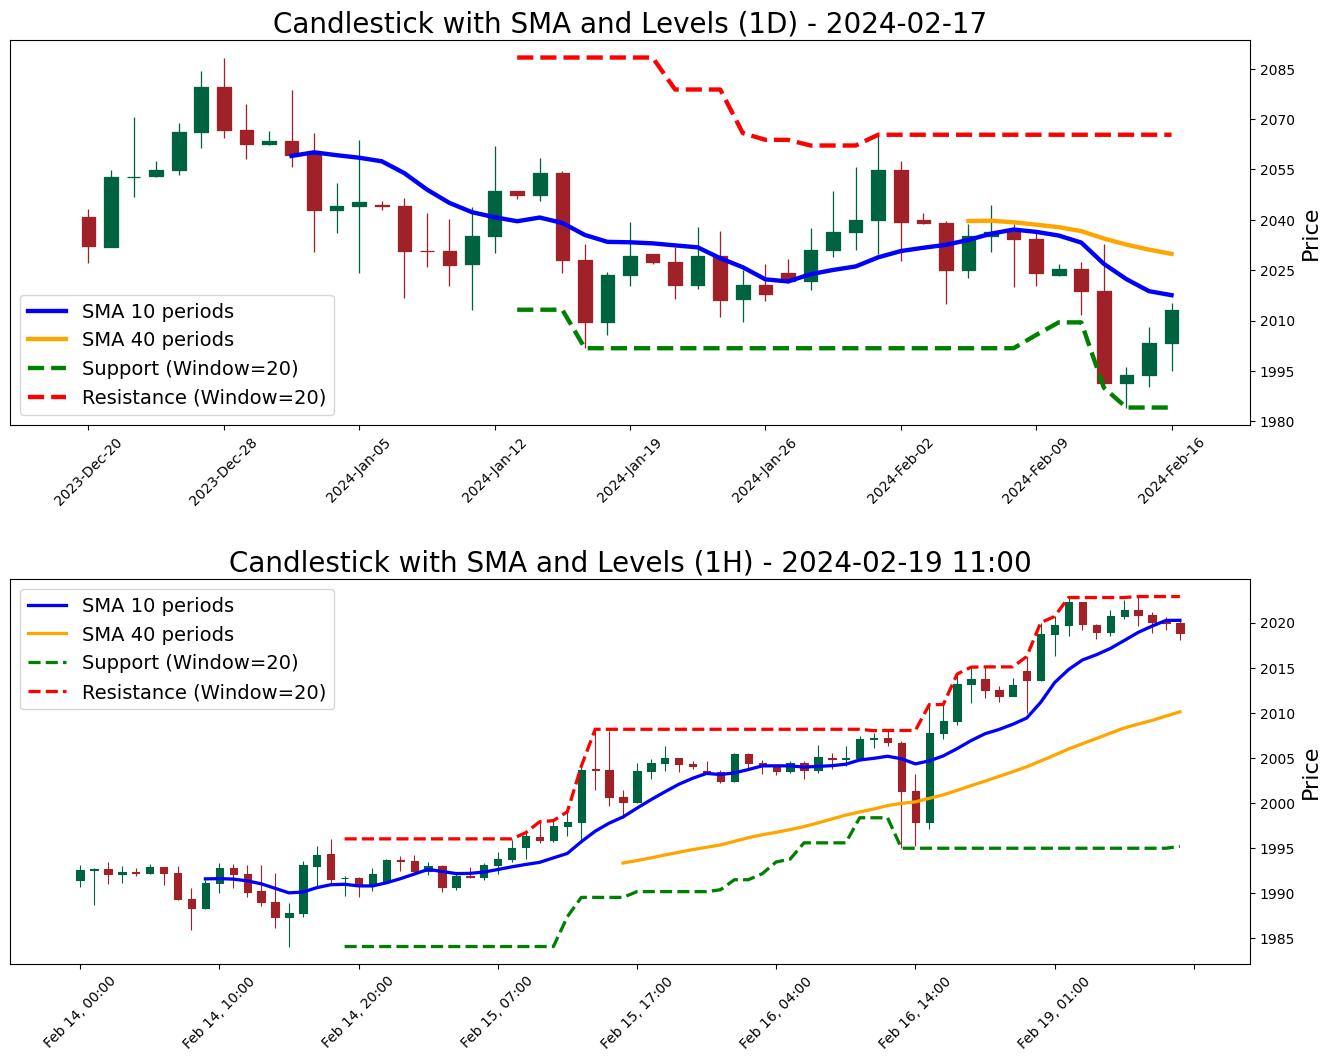 Candlestick with SMA and Levels (1D) - 2024-02-17
2085
2070
2055
2040
2025
2010
1995
1980
Price
SMA 10 periods
SMA 40 periods
Support (Window=20)
Resistance (Window=20)
2023-Dec-20
2023-Dec-28
2024-Jan-05
2024-Jan-12
2024-Jan-19
2024-Jan-26
2024-Feb-02
2024-Feb-09
2024-Feb-16
Candlestick with SMA and Levels (1H) - 2024-02-19 11:00
SMA 10 periods
SMA 40 periods
Support (Window=20)
Resistance (Window=20)
2020
2015
2010
2005
2000
1995
1990
1985
Price
Feb 14, 00:00
Feb 14, 10:00
Feb 14, 20:00
Feb 15, 07:00
Feb 15, 17:00
Feb 16, 04:00
Feb 16, 14:00
Feb 19, 01:00